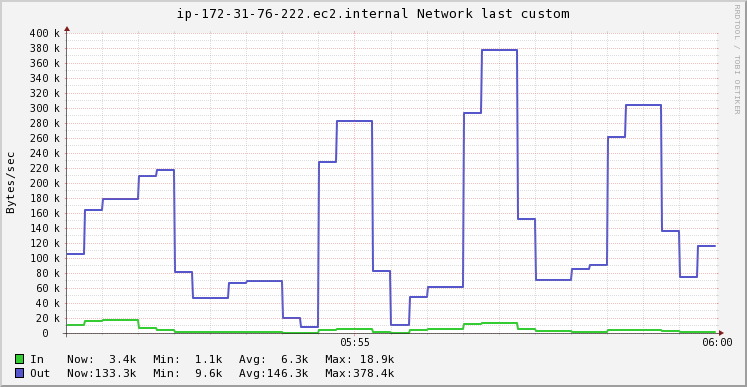 ip-172-31-76-222.ec2.internal Network last custom
RRDTOOL / TOBI OETIKER
Bytes/sec
400 k
380 k
360 k
340 k
320 k
300 k
280 k
260 k
240 k
220 k
200 k
180 k
160 k
140 k
120 k
100 k
80 k
60 k
40 k
20 k
0
05:55 06:00
In Now: 3.4k Min: 1.1k Avg: 6.3k Max: 18.9k
Out Now:133.3k Min: 9.6k Avg:146.3k Max:378.4k